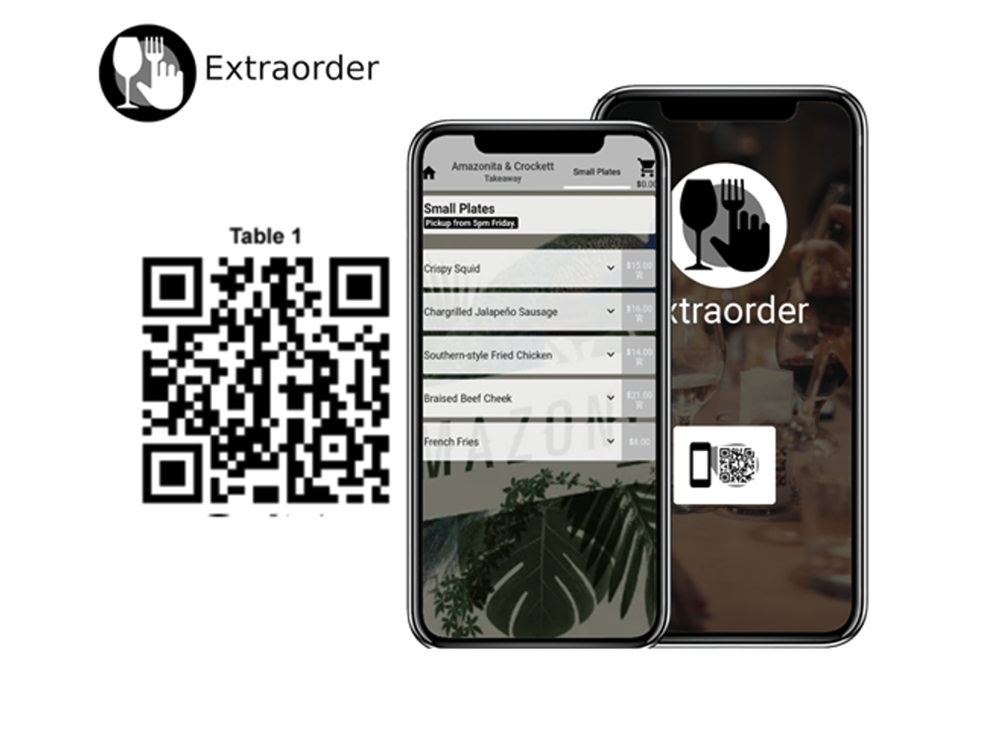 Extraorder
Table 1
Amazonita & Crockett
Takeaway
Small Plates
$0.00
Small Plates
Pickup from 5pm Friday.
Crispy Squid
$15.00
Chargrilled Jalapeño Sausage
$16.00
Southern-style Fried Chicken
$14.00
Braised Beef Cheek
$21.00
French Fries
$8.00
MAZON
xtraorder